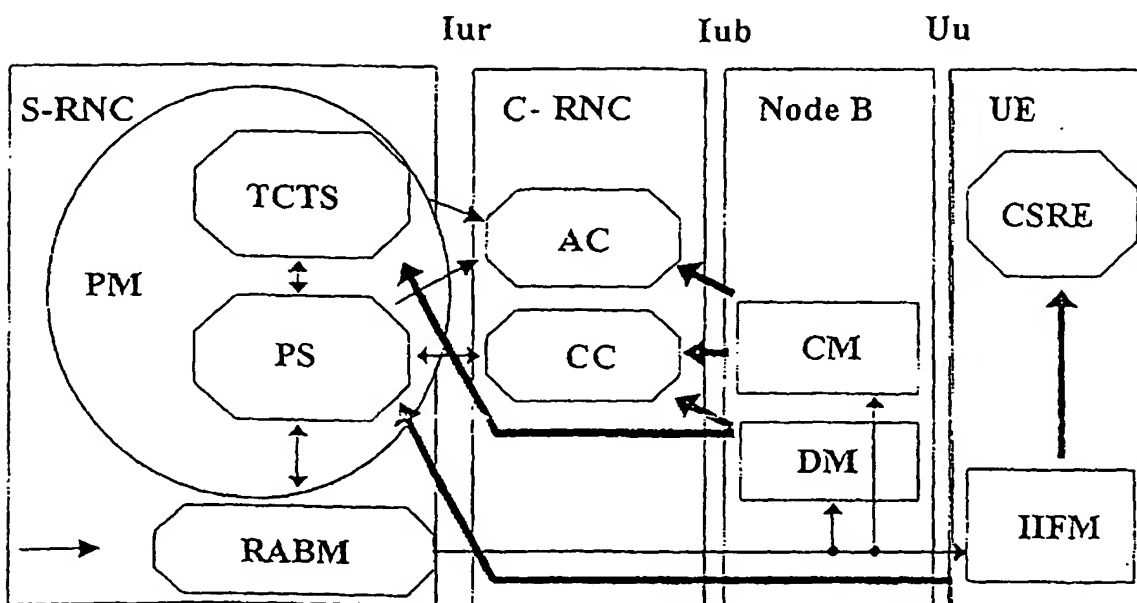 Iur
Iub
Uu
S-RNC
C- RNC
Node B
UE
TCTS
AC
CSRE
PM
PS
CC
CM
DM
RABM
IIFM